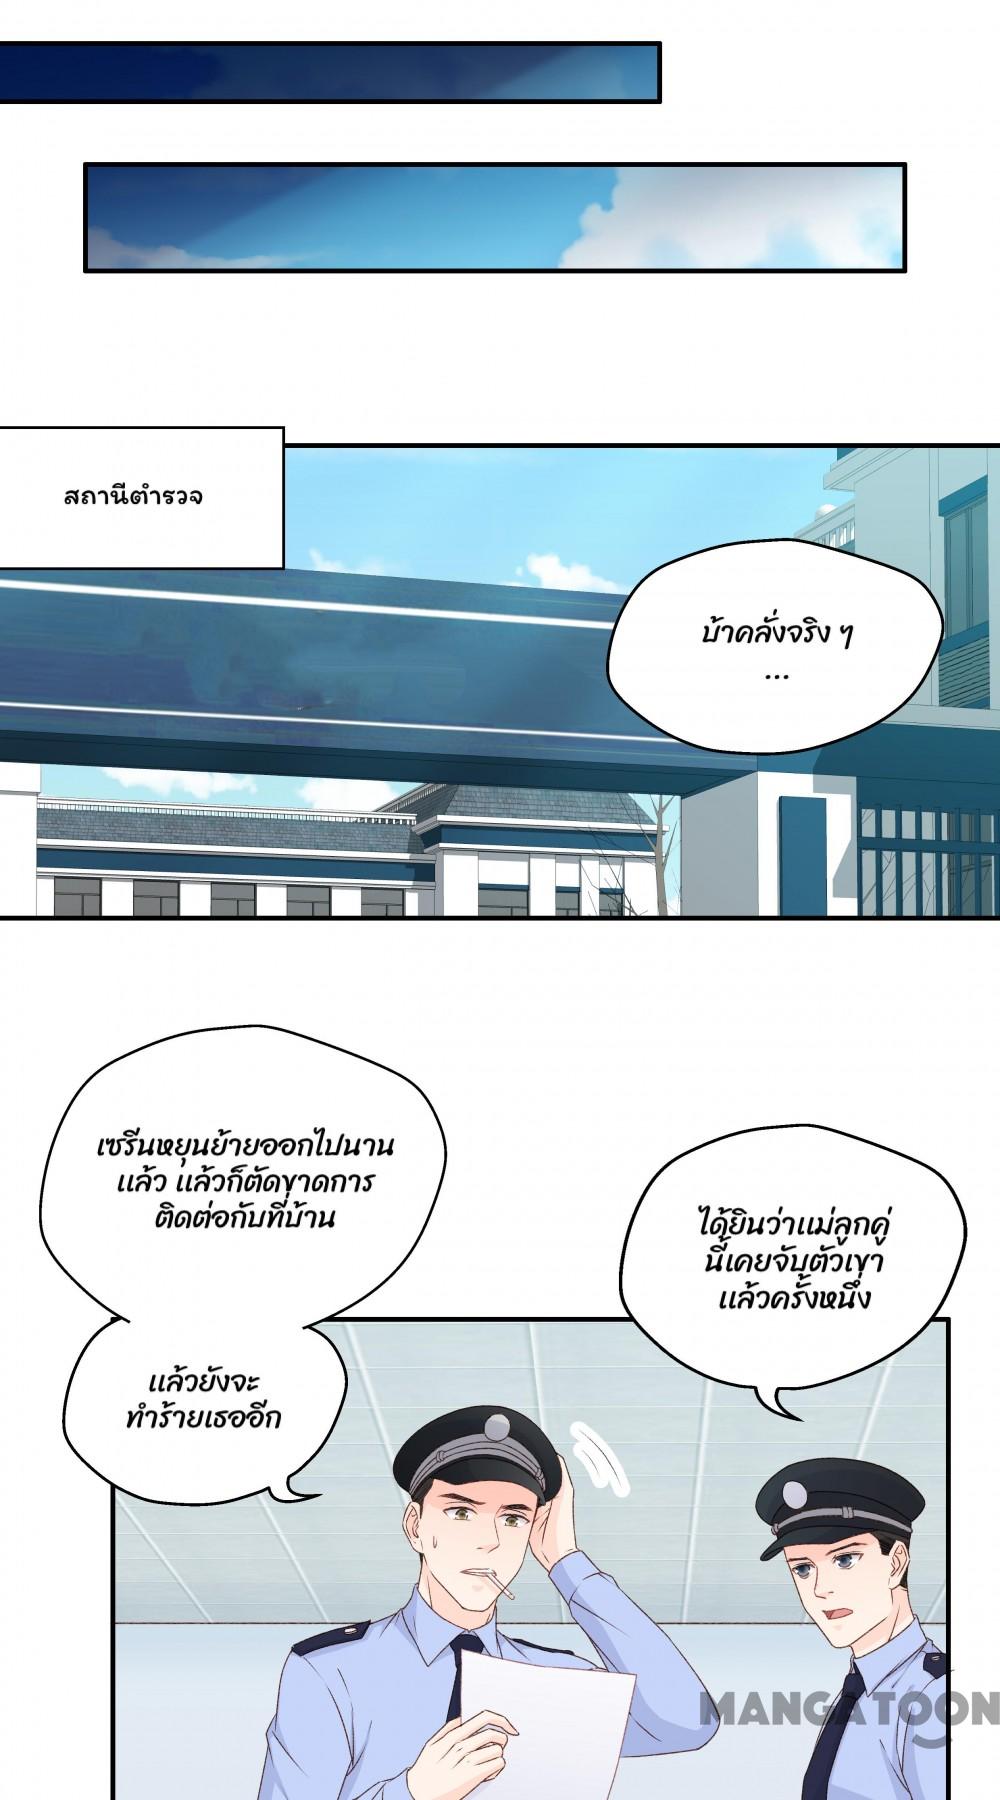 สถานีตำรวจ
บ้าคลั่งจริง ๆ
...
เซรีนหยุนย้ายออกไปนาน
แล้ว แล้วก็ตัดขาดการ
ติดต่อกับที่บ้าน
ได้ยินว่าแม่ลูกคู่
นี้เคยจับตัวเขา
แล้วครั้งหนึ่ง
แล้วยังจะ
ทำร้ายเธออีก
MANGATOON